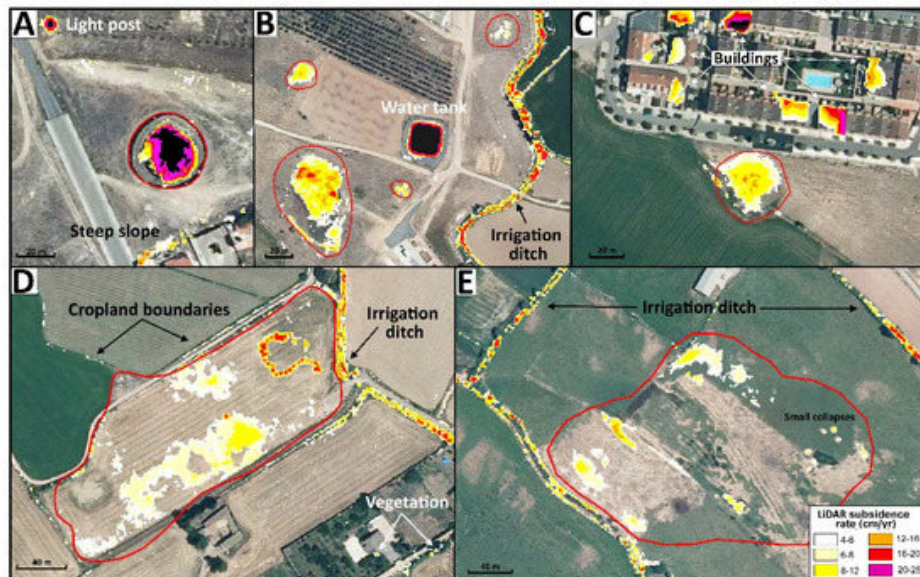 A
Light post
Steep slope
20 m
B
Water tank
Irrigation
ditch
C
Buildings
20 m
D
Cropland boundaries
Irrigation
ditch
Vegetation
40 m
E
Irrigation ditch
Small collapses
40 m
LiDAR subsidence
rate (cm/yr)
4-6
12-16
6-8
16-20
8-12